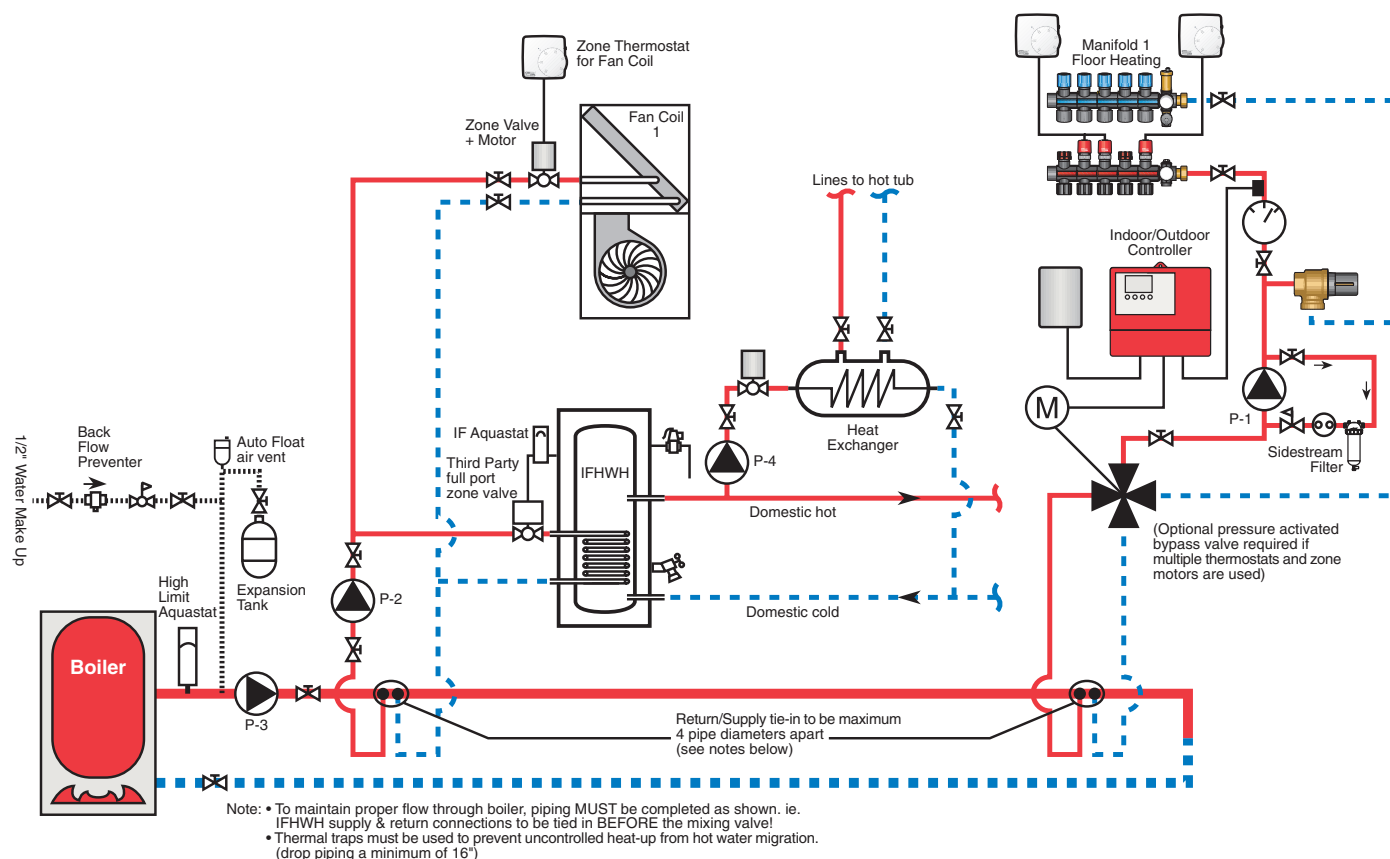 Zone Thermostat
for Fan Coil
Zone Valve
+ Motor
Fan Coil
1
Manifold 1
Floor Heating
Lines to hot tub
Indoor/Outdoor
Controller
M
P-1
Sidestream
Filter
Heat
Exchanger
P-4
IF Aquastat
Third Party
full port
zone valve
IFHWH
Domestic hot
Domestic cold
(Optional pressure activated
bypass valve required if
multiple thermostats and zone
motors are used)
1/2" Water Make Up
Back
Flow
Preventer
Auto Float
air vent
Expansion
Tank
High
Limit
Aquastat
P-2
Boiler
P-3
Return/Supply tie-in to be maximum
4 pipe diameters apart
(see notes below)
Note: • To maintain proper flow through boiler, piping MUST be completed as shown. ie.
IFHWH supply & return connections to be tied in BEFORE the mixing valve!
• Thermal traps must be used to prevent uncontrolled heat-up from hot water migration.
(drop piping a minimum of 16")